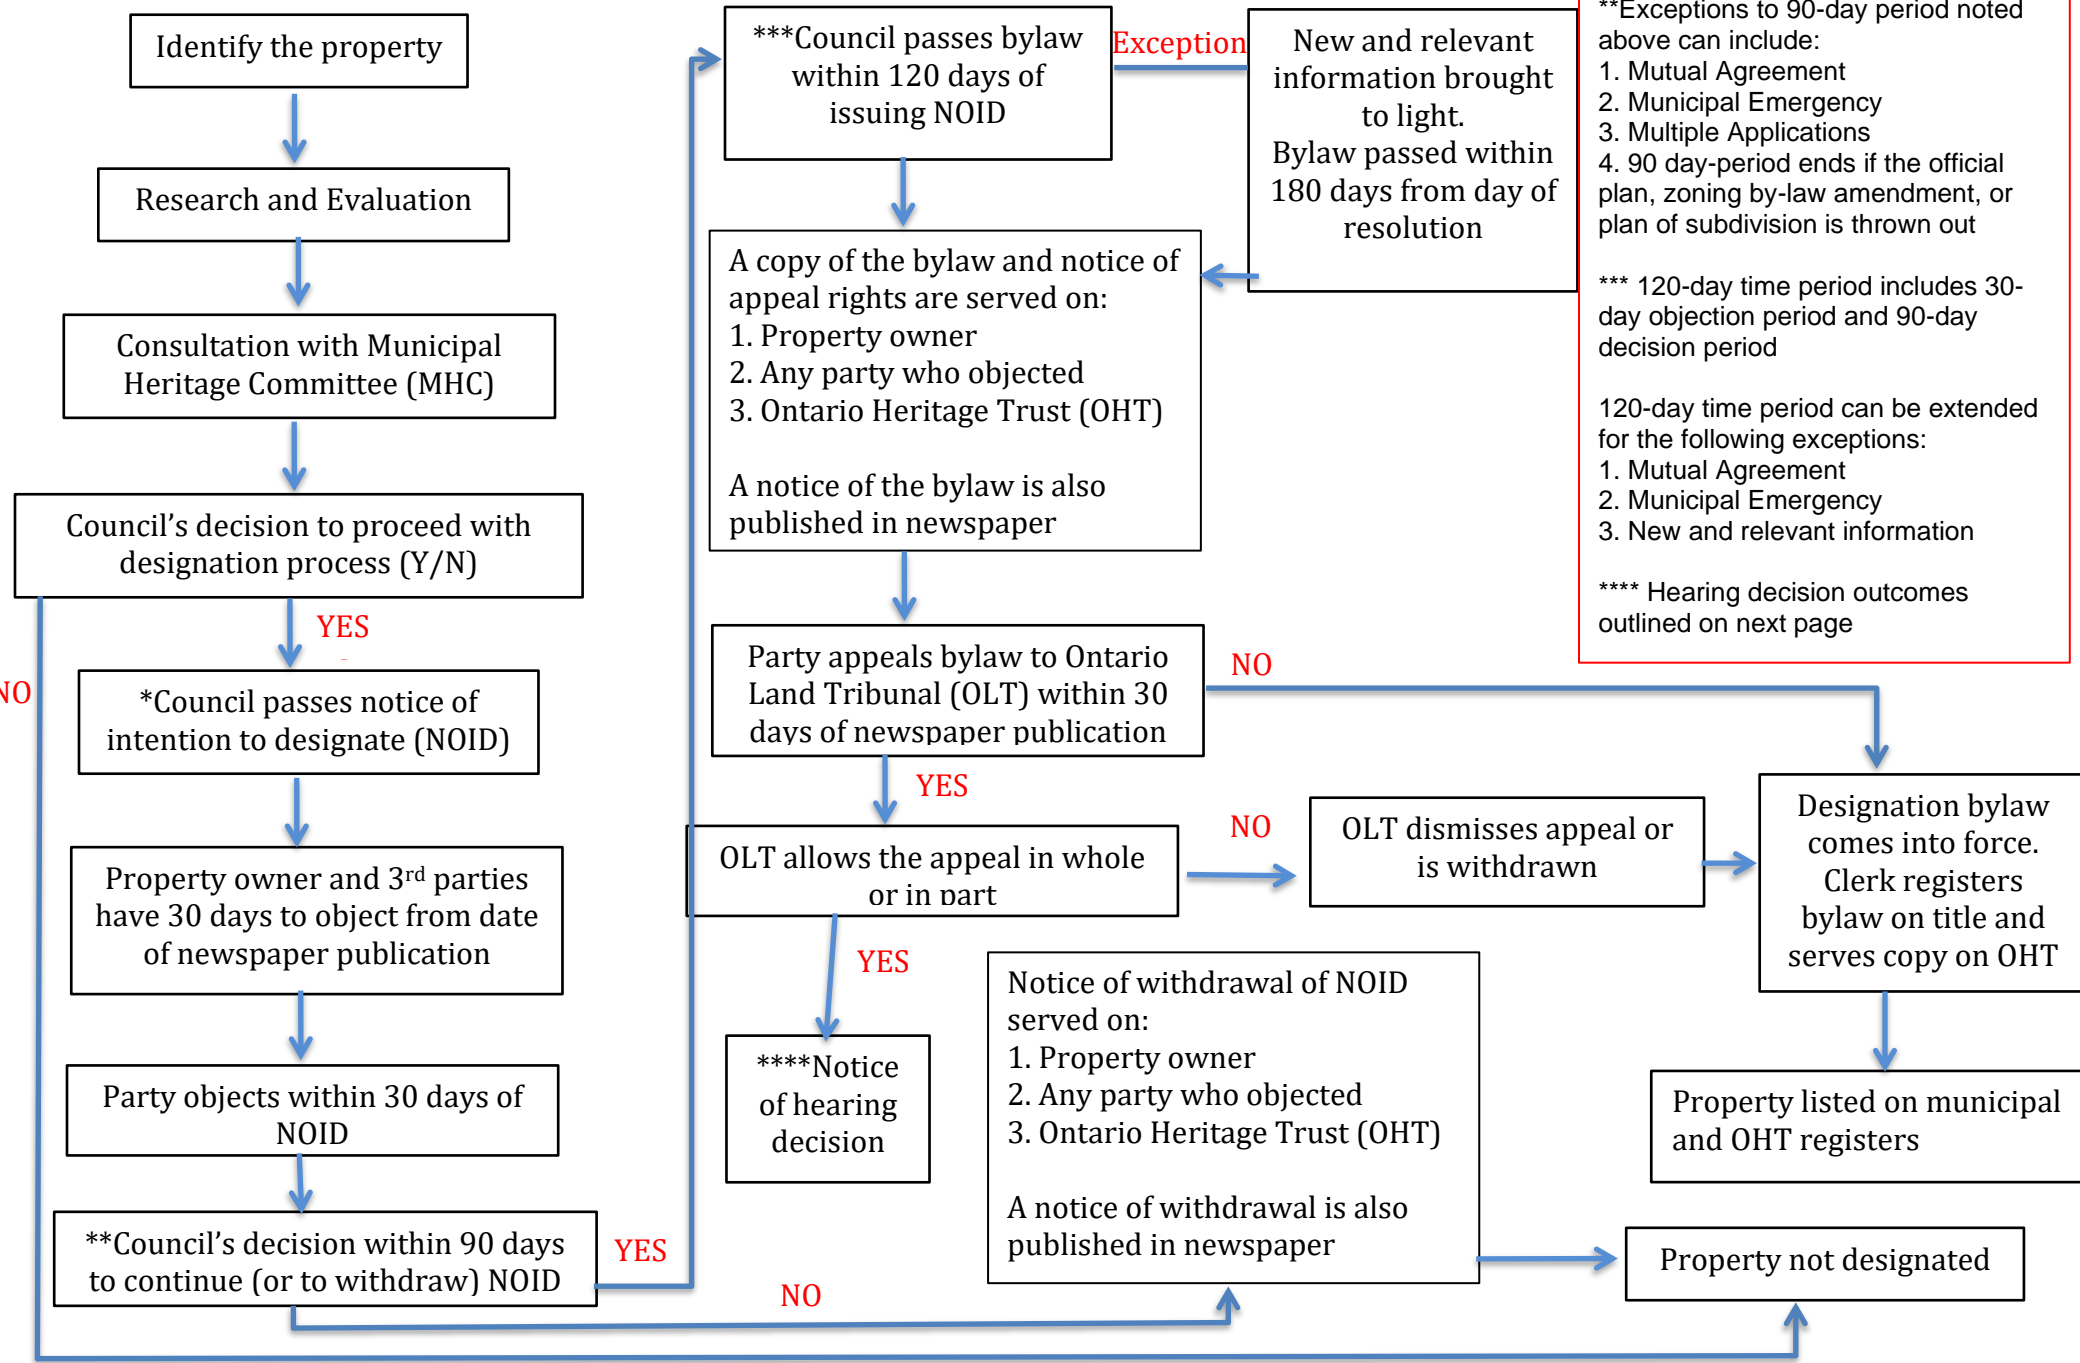 Identify the property
Research and Evaluation
Consultation with Municipal
Heritage Committee (MHC)
Council’s decision to proceed with
designation process (Y/N)
YES
NO
*Council passes notice of
intention to designate (NOID)
Property owner and 3rd parties
have 30 days to object from date
of newspaper publication
Party objects within 30 days of
NOID
**Council’s decision within 90 days
to continue (or to withdraw) NOID
YES
NO
***Council passes bylaw
within 120 days of
issuing NOID
Exception
New and relevant
information brought
to light.
Bylaw passed within
180 days from day of
resolution
A copy of the bylaw and notice of
appeal rights are served on:
1. Property owner
2. Any party who objected
3. Ontario Heritage Trust (OHT)
A notice of the bylaw is also
published in newspaper
Party appeals bylaw to Ontario
Land Tribunal (OLT) within 30
days of newspaper publication
NO
YES
OLT allows the appeal in whole
or in part
NO
OLT dismisses appeal or
is withdrawn
YES
****Notice
of hearing
decision
Notice of withdrawal of NOID
served on:
1. Property owner
2. Any party who objected
3. Ontario Heritage Trust (OHT)
A notice of withdrawal is also
published in newspaper
Designation bylaw
comes into force.
Clerk registers
bylaw on title and
serves copy on OHT
Property listed on municipal
and OHT registers
Property not designated
**Exceptions to 90-day period noted
above can include:
1. Mutual Agreement
2. Municipal Emergency
3. Multiple Applications
4. 90 day-period ends if the official
plan, zoning by-law amendment, or
plan of subdivision is thrown out
*** 120-day time period includes 30-
day objection period and 90-day
decision period
120-day time period can be extended
for the following exceptions:
1. Mutual Agreement
2. Municipal Emergency
3. New and relevant information
**** Hearing decision outcomes
outlined on next page